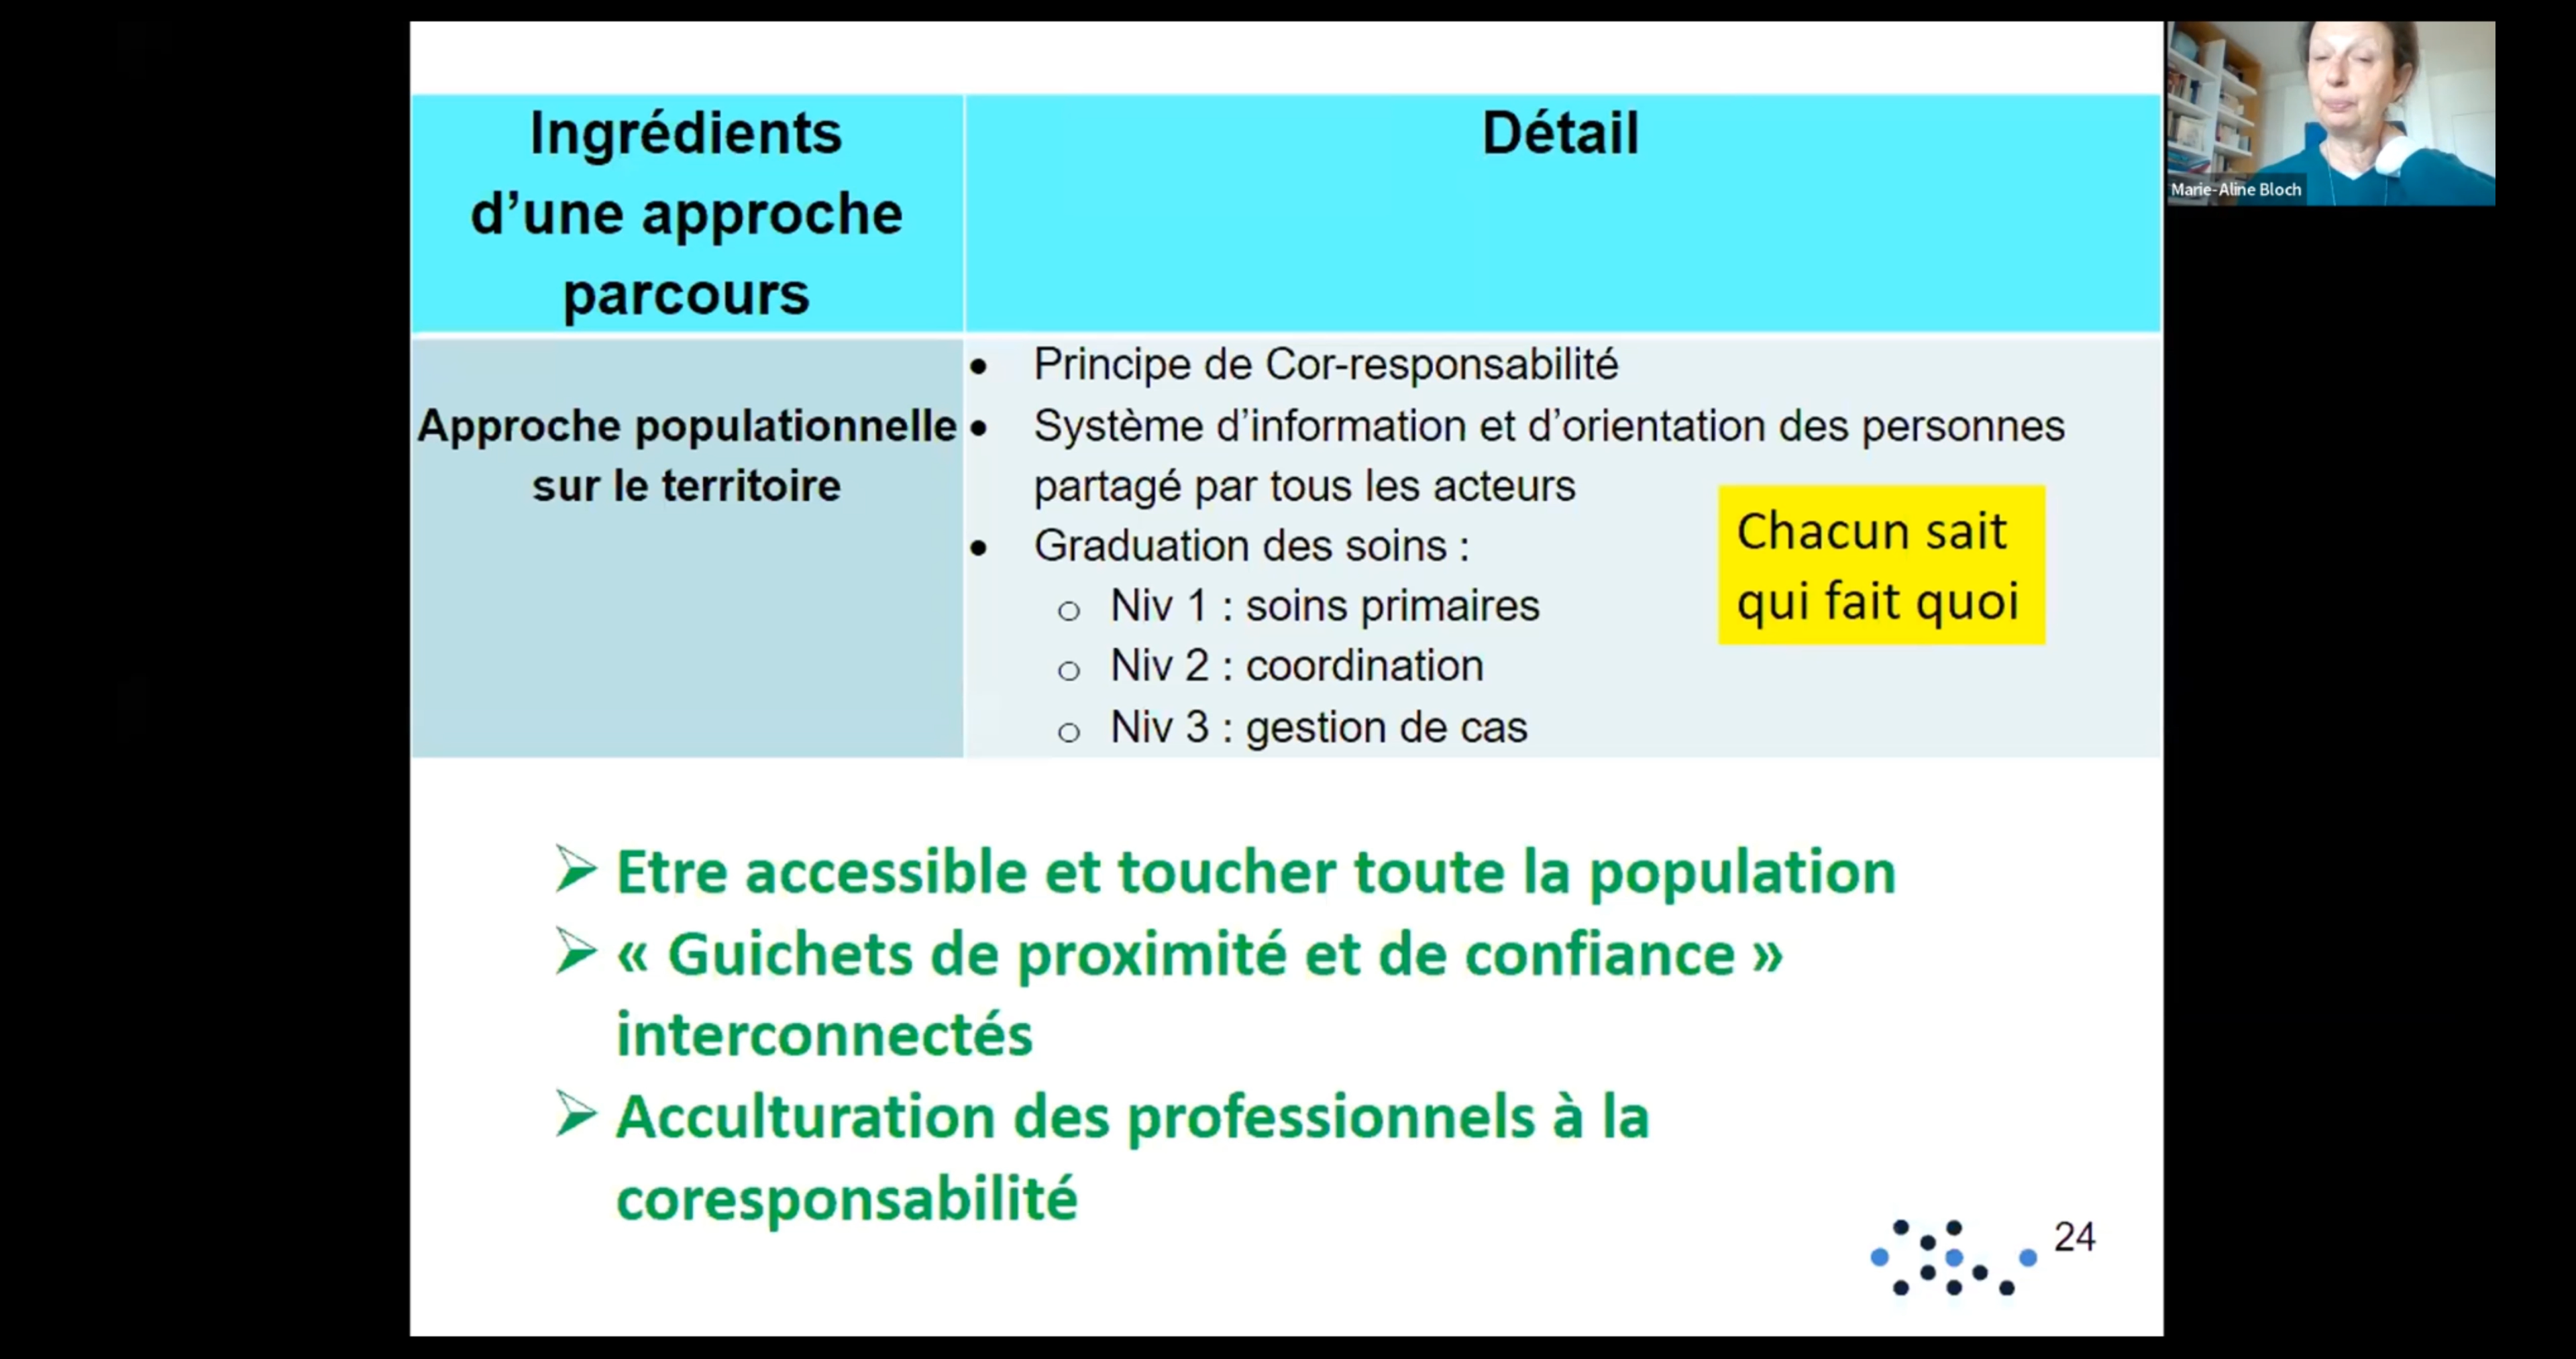 Ingrédients
d’une approche
parcours
Détail
Approche populationnelle
sur le territoire
• Principe de Cor-responsabilité
• Système d’information et d’orientation des personnes
partagé par tous les acteurs
• Graduation des soins :
o Niv 1 : soins primaires
o Niv 2 : coordination
o Niv 3 : gestion de cas
Chacun sait
qui fait quoi
➢ Etre accessible et toucher toute la population
➢ « Guichets de proximité et de confiance »
interconnectés
➢ Acculturation des professionnels à la
coresponsabilité
24
Marie-Aline Bloch